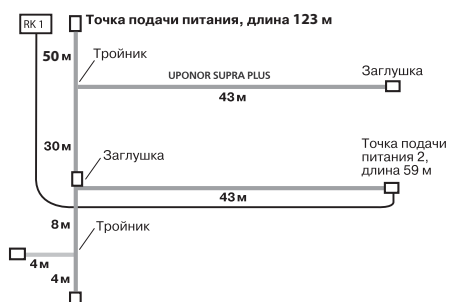 RK 1
Точка подачи питания, длина 123 м
50 м
Тройник
UPONOR SUPRA PLUS
Заглушка
43 м
30 м
Заглушка
Точка подачи
питания 2,
длина 59 м
43 м
8 м
Тройник
4 м
4 м